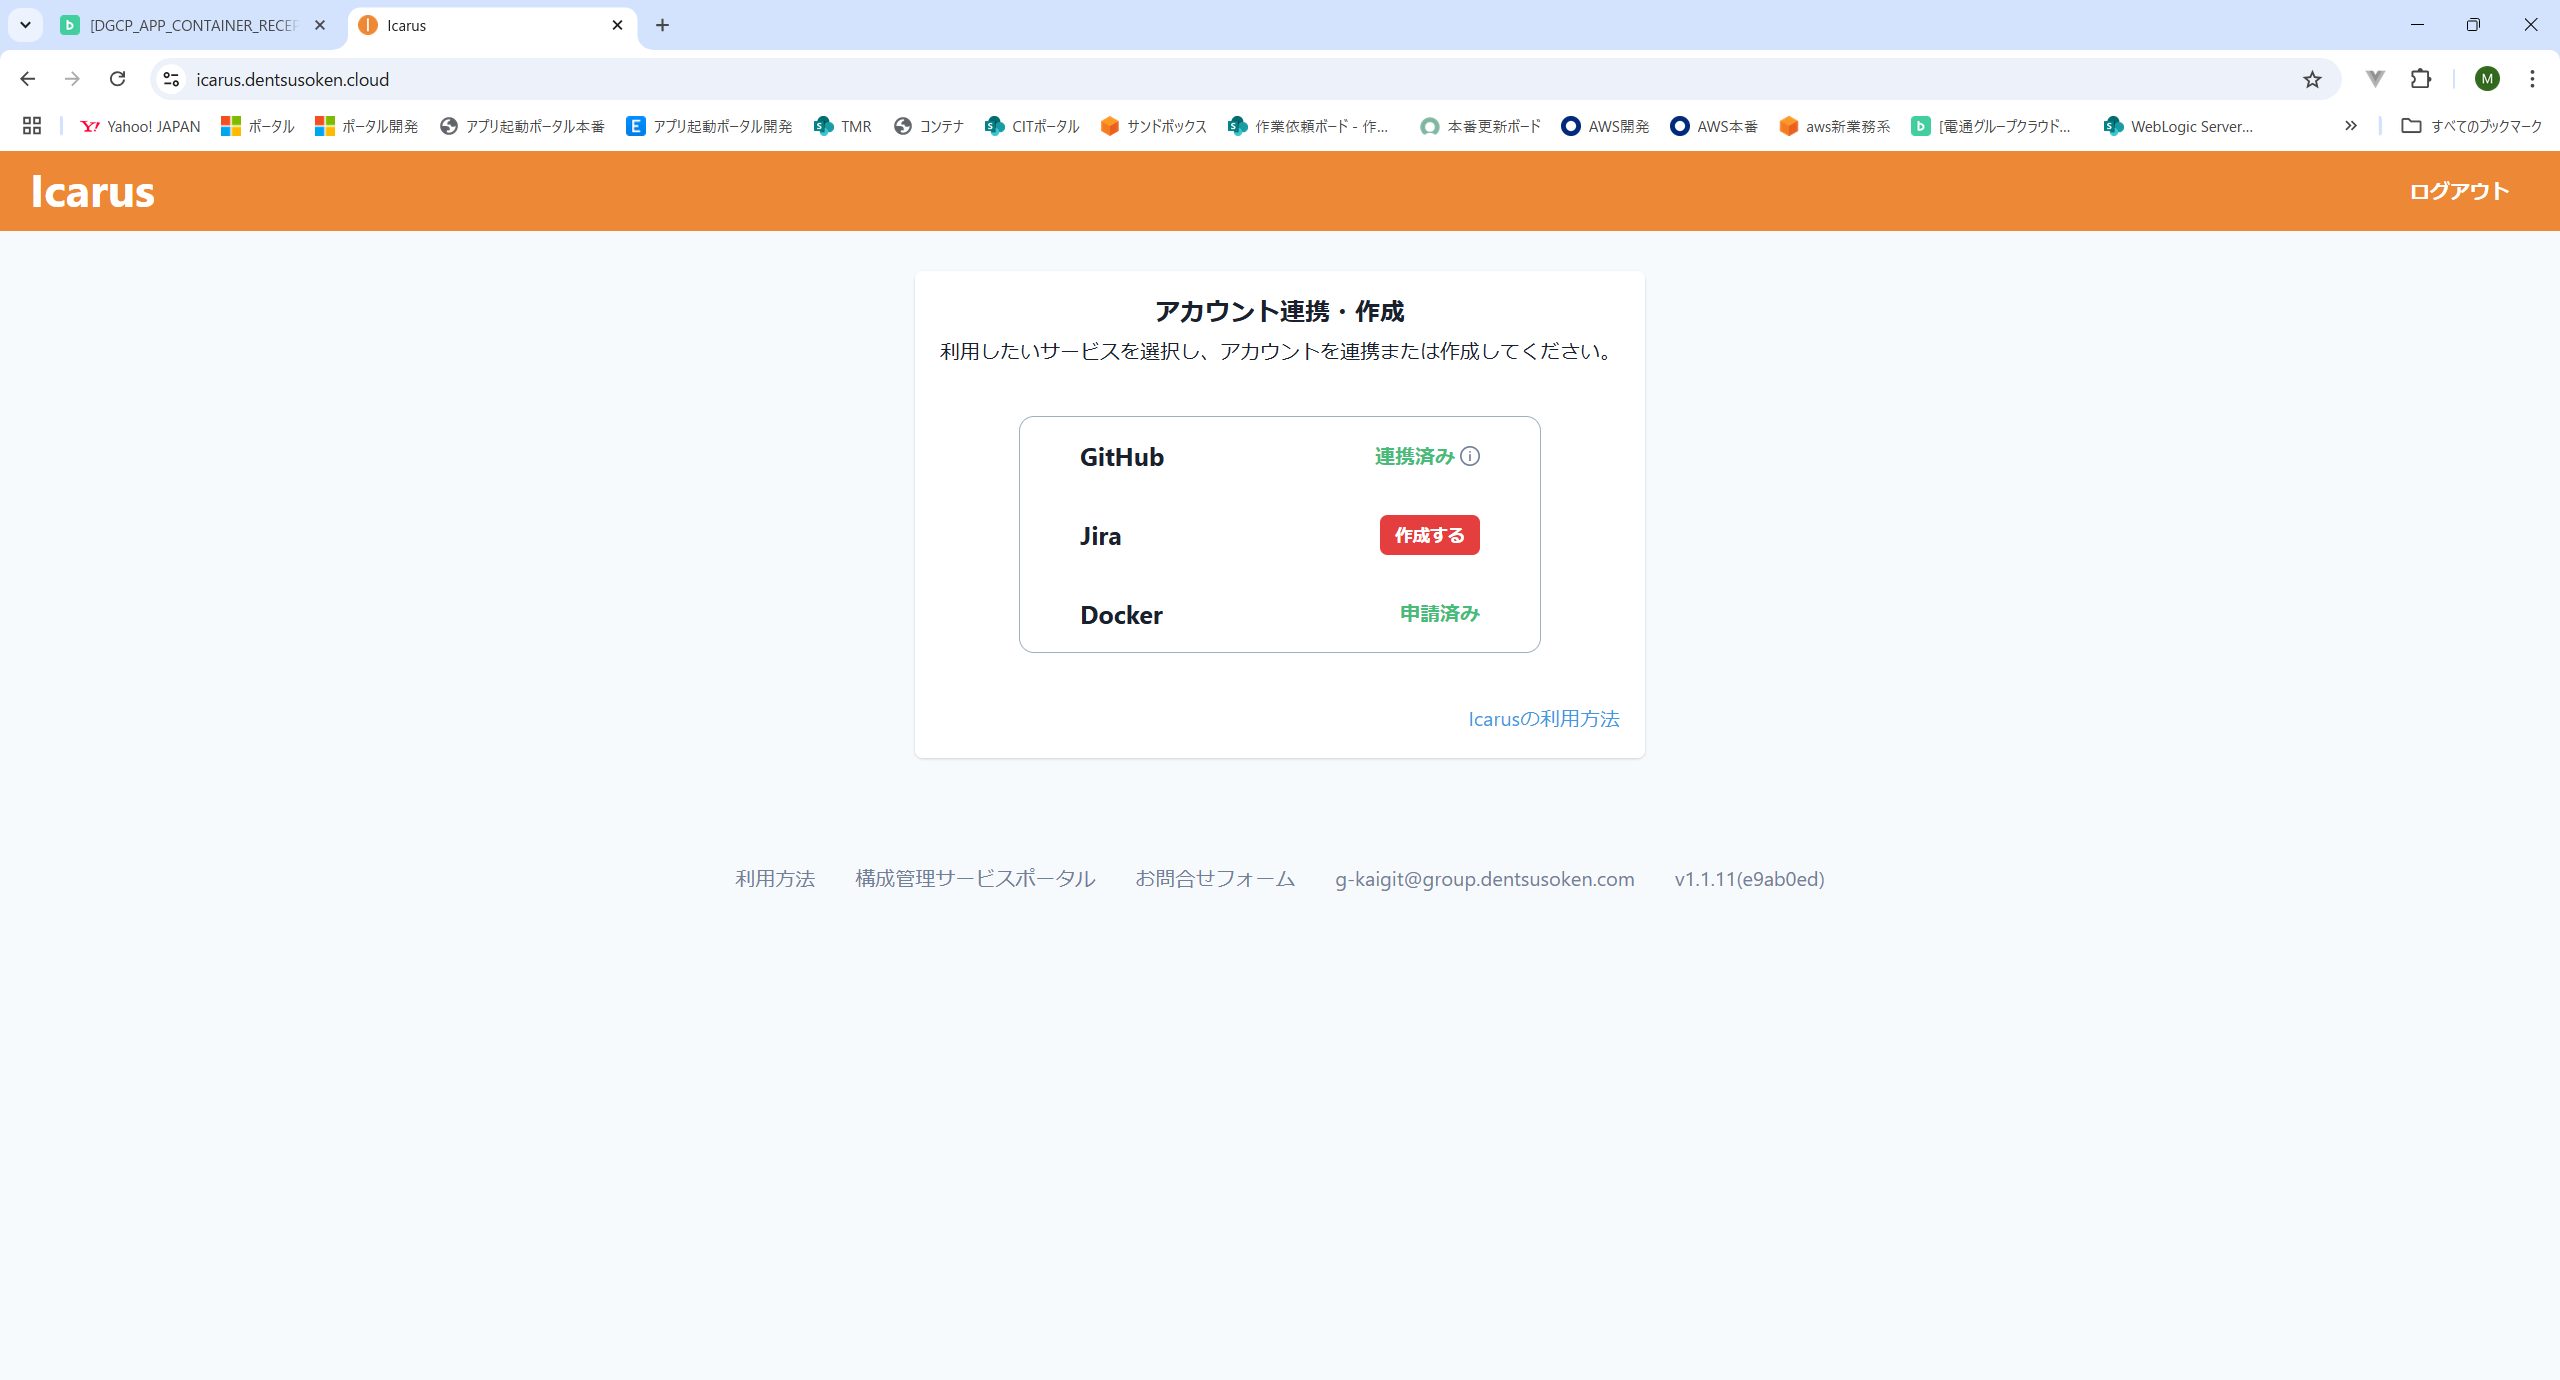 [DGCP_APP_CONTAINER_RECEP
Icarus
icarus.dentsusoken.cloud
M
Yahoo! JAPAN
ポータル
ポータル開発
アプリ起動ポータル本番
アプリ起動ポータル開発
TMR
コンテナ
CITポータル
サンドボックス
作業依頼ボード - 作...
本番更新ボード
AWS開発
AWS本番
aws新業務系
[電通グループクラウド...
WebLogic Server...
すべてのブックマーク
Icarus
ログアウト
アカウント連携・作成
利用したいサービスを選択し、アカウントを連携または作成してください。
GitHub
連携済み
Jira
作成する
Docker
申請済み
Icarusの利用方法
利用方法
構成管理サービスポータル
お問合せフォーム
g-kaigit@group.dentsusoken.com
v1.1.11(e9ab0ed)